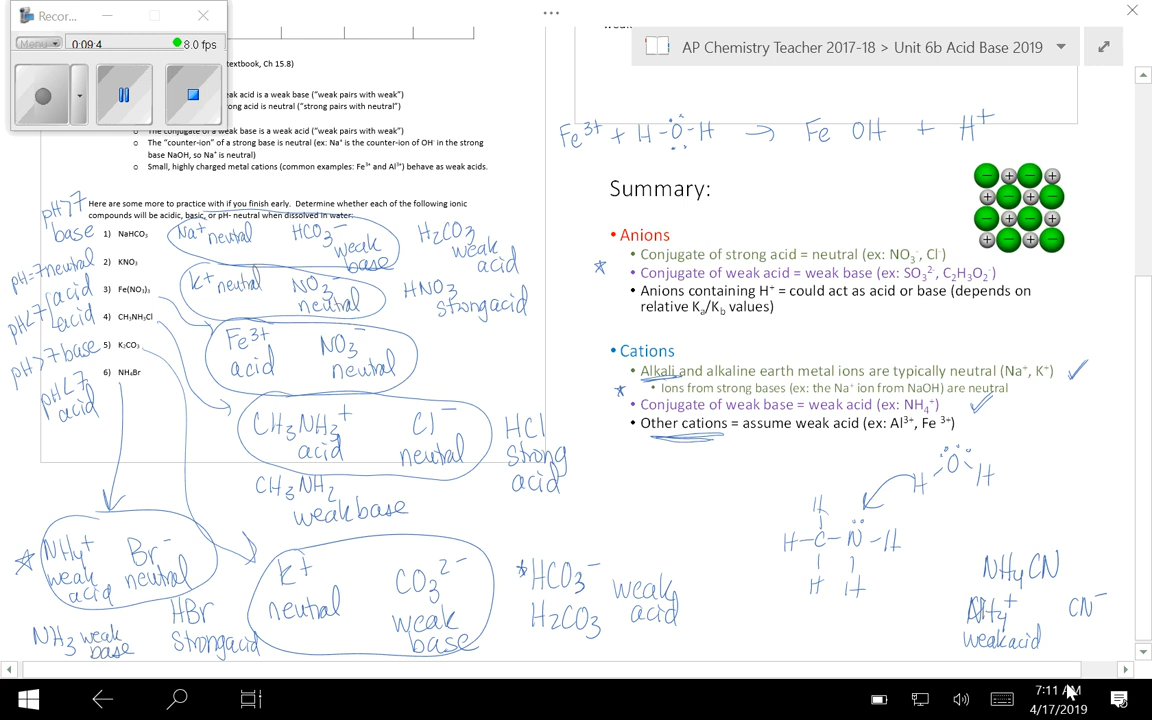 Recor...
Menu
0:09:4
8.0 fps
AP Chemistry Teacher 2017-18 > Unit 6b Acid Base 2019
textbook, Ch 15.8)
eak acid is a weak base ("weak pairs with weak")
ong acid is neutral ("strong pairs with neutral")
The conjugate of a weak base is a weak acid ("weak pairs with weak")
o The "counter-ion" of a strong base is neutral (ex: Na⁺ is the counter-ion of OH⁻ in the strong
base NaOH, so Na⁺ is neutral)
o Small, highly charged metal cations (common examples: Fe³⁺ and Al³⁺) behave as weak acids.
Here are some more to practice with if you finish early. Determine whether each of the following ionic
compounds will be acidic, basic, or pH- neutral when dissolved in water:
pH>7
base
1) NaHCO₃
Na⁺ neutral
HCO₃⁻
weak
base
H₂CO₃
weak
acid
pH=7 neutral
2) KNO₃
K⁺ neutral
NO₃⁻
neutral
HNO₃
strong acid
acid
pH<7
3) Fe(NO₃)₃
Fe³⁺
acid
NO₃⁻
neutral
acid
4) CH₃NH₃Cl
CH₃NH₃⁺
acid
Cl⁻
neutral
HCl
strong
acid
CH₃NH₂
weak base
pH>7 base
5) K₂CO₃
K⁺
neutral
CO₃²⁻
weak
base
*HCO₃⁻
H₂CO₃
weak
acid
pH<7
acid
6) NH₄Br
NH₄⁺
weak
acid
Br⁻
neutral
NH₃ weak
base
HBr
Strong acid
Fe³⁺ + H-O-H → Fe OH + H⁺
Summary:
• Anions
• Conjugate of strong acid = neutral (ex: NO₃⁻, Cl⁻)
• Conjugate of weak acid = weak base (ex: SO₃²⁻, C₂H₃O₂⁻)
• Anions containing H⁺ = could act as acid or base (depends on
relative Kₐ/K_b values)
• Cations
• Alkali and alkaline earth metal ions are typically neutral (Na⁺, K⁺)
• Ions from strong bases (ex: the Na⁺ ion from NaOH) are neutral
• Conjugate of weak base = weak acid (ex: NH₄⁺)
• Other cations = assume weak acid (ex: Al³⁺, Fe ³⁺)
O
H H
H
H-C-N-H
H H
NH₄CN
NH₄⁺
weak acid
CN⁻
7:11 AM
4/17/2019